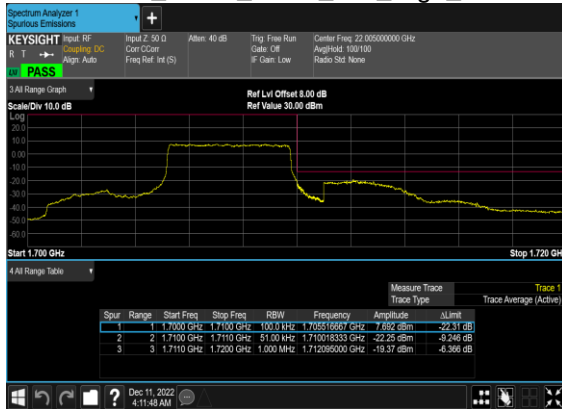 Spectrum Analyzer 1
Spurious Emissions
+
KEYSIGHT Input: RF Input Z: 50 Ω Atten: 40 dB Trig: Free Run Center Freq: 22.005000000 GHz
R T Coupling: DC Corr CCorr Gate: Off Avg|Hold: 100/100
Align: Auto Freq Ref: Int (S) IF Gain: Low Radio Std: None
PASS
3 All Range Graph Ref Lvl Offset 8.00 dB
Scale/Div 10.0 dB Ref Value 30.00 dBm
Log
20.0
10.0
0.00
-10.0
-20.0
-30.0
-40.0
-50.0
-60.0
Start 1.700 GHz Stop 1.720 GH
4 All Range Table
Measure Trace Trace 1
Trace Type Trace Average (Active)
Spur Range Start Freq Stop Freq RBW Frequency Amplitude ΔLimit
1 1 1.7000 GHz 1.7100 GHz 100.0 kHz 1.705516667 GHz 7.692 dBm -22.31 dB
2 2 1.7100 GHz 1.7110 GHz 51.00 kHz 1.710018333 GHz -22.25 dBm -9.246 dB
3 3 1.7110 GHz 1.7200 GHz 1.000 MHz 1.712095000 GHz -19.37 dBm -6.366 dB
? Dec 11, 2022
4:11:48 AM